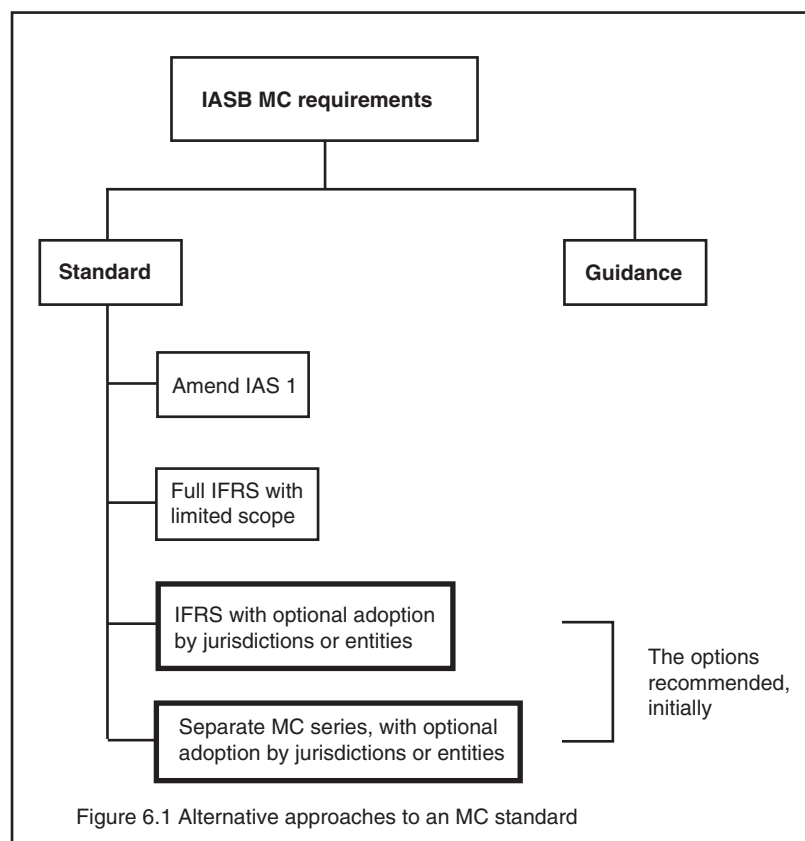 IASB MC requirements
Standard
Guidance
Amend IAS 1
Full IFRS with
limited scope
IFRS with optional adoption
by jurisdictions or entities
Separate MC series, with optional
adoption by jurisdictions or entities
The options
recommended,
initially
Figure 6.1 Alternative approaches to an MC standard